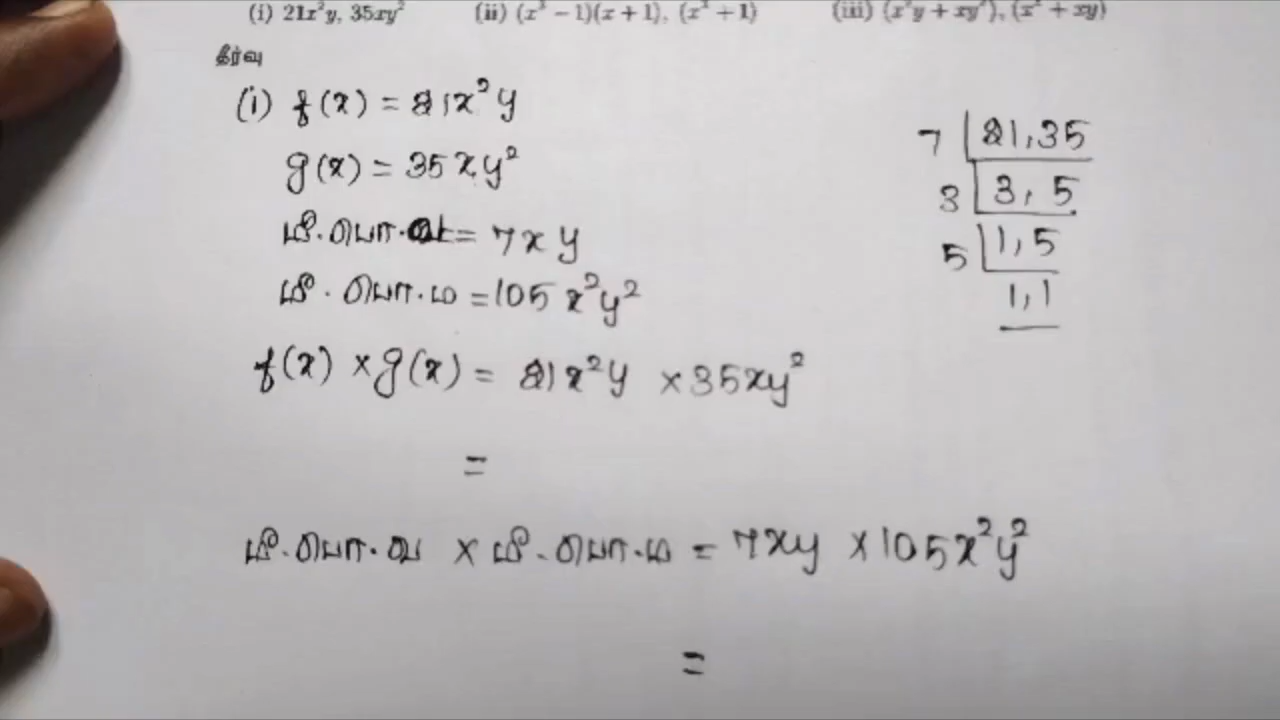 (i) 21x²y, 35xy² (ii) (x³ − 1)(x + 1), (x³ + 1) (iii) (x²y + xy²), (x² + xy)
தீர்வு
(i) f(x) = 21x²y
g(x) = 35xy²
மீ.பொ.வ = 7xy
மீ.பொ.ம = 105x²y²
f(x) × g(x) = 21x²y × 35xy²
=
மீ.பொ.வ × மீ.பொ.ம = 7xy × 105x²y²
=
7 | 21, 35
3 | 3, 5
5 | 1, 5
1, 1